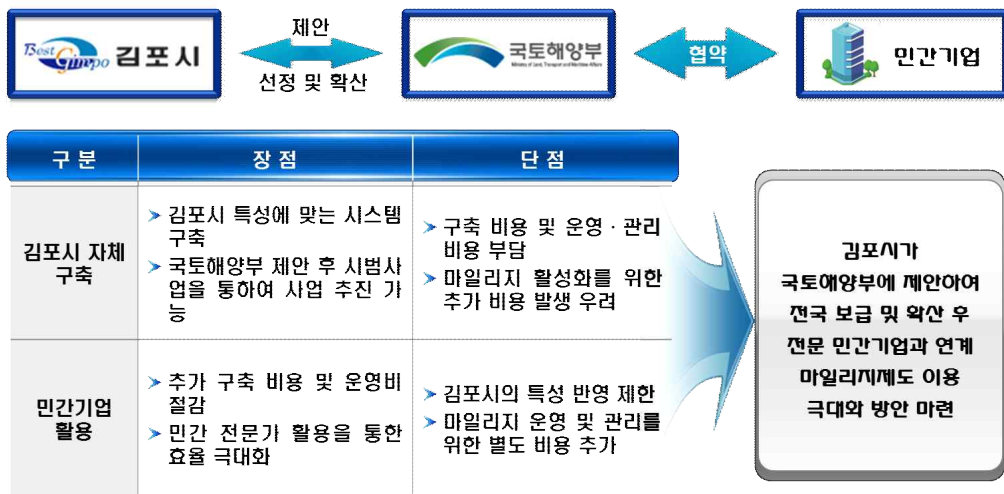 Best Gimpo 김포시
제안
선정 및 확산
국토해양부
Ministry of Land, Transport and Maritime Affairs
협약
민간기업
구 분
장 점
단 점
김포시 자체
구축
➤ 김포시 특성에 맞는 시스템
구축
➤ 국토해양부 제안 후 시범사
업을 통하여 사업 추진 가
능
➤ 구축 비용 및 운영 · 관리
비용 부담
➤ 마일리지 활성화를 위한
추가 비용 발생 우려
민간기업
활용
➤ 추가 구축 비용 및 운영비
절감
➤ 민간 전문가 활용을 통한
효율 극대화
➤ 김포시의 특성 반영 제한
➤ 마일리지 운영 및 관리를
위한 별도 비용 추가
김포시가
국토해양부에 제안하여
전국 보급 및 확산 후
전문 민간기업과 연계
마일리지제도 이용
극대화 방안 마련